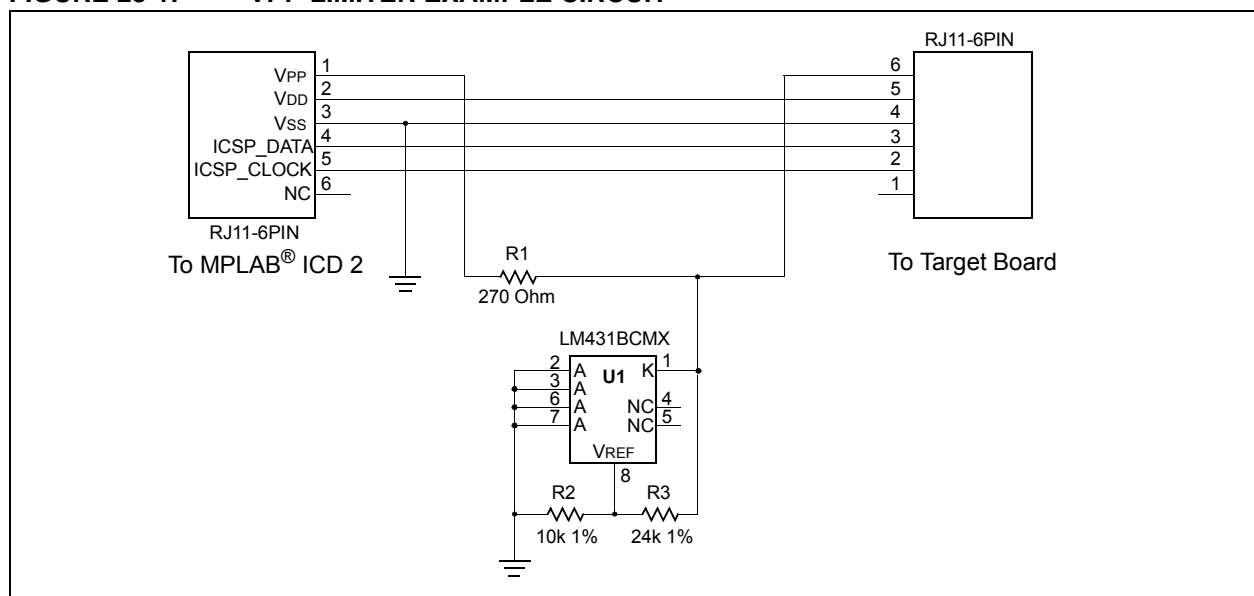 FIGURE VPP LIMITER EXAMPLE CIRCUIT
RJ11-6PIN
VPP 1
VDD 2
VSS 3
ICSP_DATA 4
ICSP_CLOCK 5
NC 6
RJ11-6PIN
To MPLAB® ICD 2
6
5
4
3
2
1
To Target Board
R1
270 Ohm
LM431BCMX
2 A U1 K 1
3 A
6 A NC 4
7 A NC 5
VREF
8
R2 R3
10k 1% 24k 1%